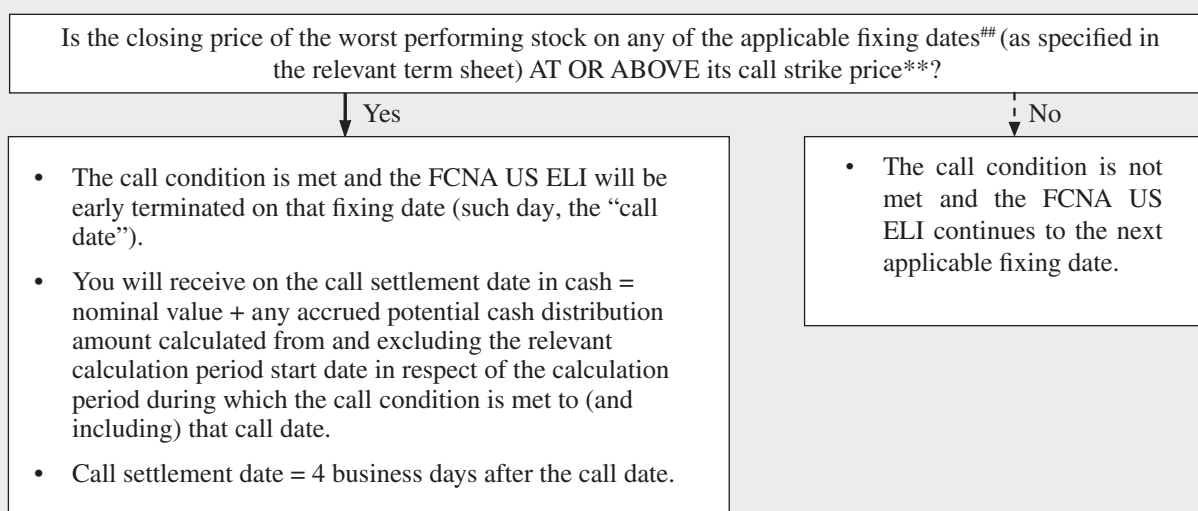 Is the closing price of the worst performing stock on any of the applicable fixing dates## (as specified in
the relevant term sheet) AT OR ABOVE its call strike price**?
Yes
No
• The call condition is met and the FCNA US ELI will be
early terminated on that fixing date (such day, the “call
date”).
• You will receive on the call settlement date in cash =
nominal value + any accrued potential cash distribution
amount calculated from and excluding the relevant
calculation period start date in respect of the calculation
period during which the call condition is met to (and
including) that call date.
• Call settlement date = 4 business days after the call date.
• The call condition is not
met and the FCNA US
ELI continues to the next
applicable fixing date.